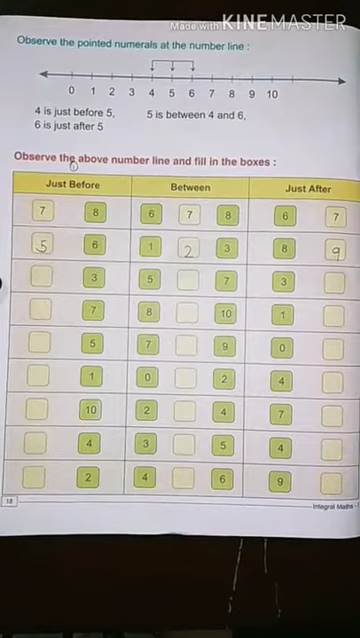 Made with KINEMASTER
Observe the pointed numerals at the number line :
0 1 2 3 4 5 6 7 8 9 10
4 is just before 5, 5 is between 4 and 6,
6 is just after 5
Observe the above number line and fill in the boxes :
Just Before Between Just After
7 8 6 7 8 6 7
5 6 1 2 3 8 9
3 5 7 3
7 8 10 1
5 7 9 0
1 0 2 4
10 2 4 7
4 3 5 4
2 4 6 9
18
Integral Maths